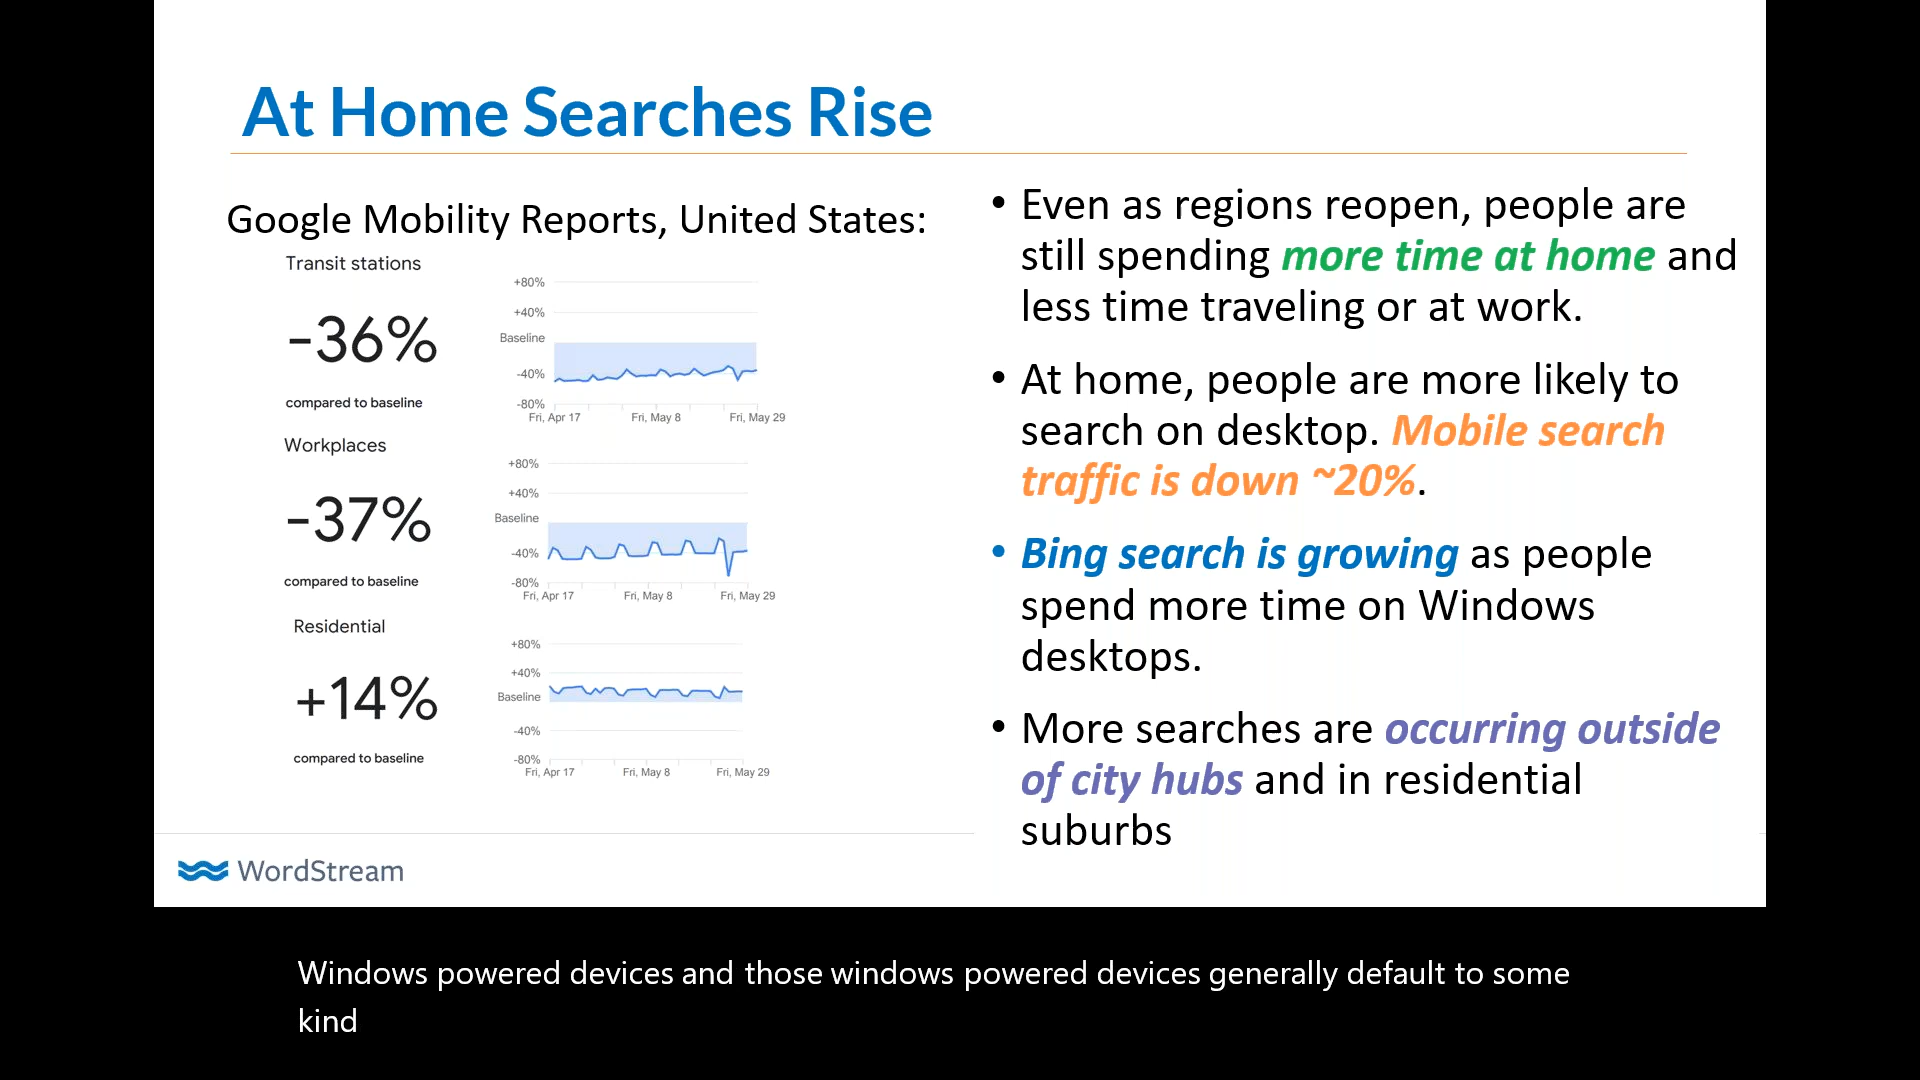 At Home Searches Rise
Google Mobility Reports, United States:
Transit stations
-36%
compared to baseline
+80%
+40%
Baseline
-40%
-80%
Fri, Apr 17 Fri, May 8 Fri, May 29
Workplaces
-37%
compared to baseline
+80%
+40%
Baseline
-40%
-80%
Fri, Apr 17 Fri, May 8 Fri, May 29
Residential
+14%
compared to baseline
+80%
+40%
Baseline
-40%
-80%
Fri, Apr 17 Fri, May 8 Fri, May 29
• Even as regions reopen, people are
still spending more time at home and
less time traveling or at work.
• At home, people are more likely to
search on desktop. Mobile search
traffic is down ~20%.
• Bing search is growing as people
spend more time on Windows
desktops.
• More searches are occurring outside
of city hubs and in residential
suburbs
WordStream
Windows powered devices and those windows powered devices generally default to some
kind